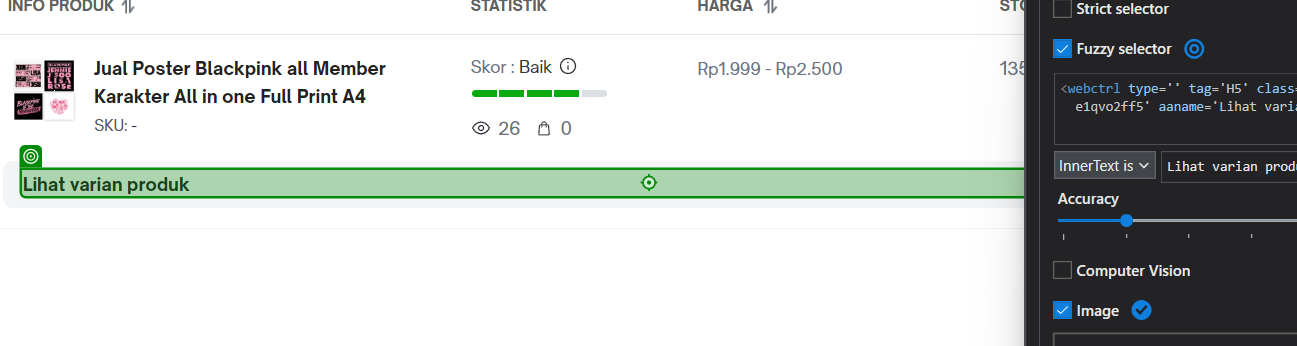 INFO PRODUK
STATISTIK
HARGA
Jual Poster Blackpink all Member
Karakter All in one Full Print A4
SKU: -
Skor : Baik
26
0
Rp1.999 - Rp2.500
135
Lihat varian produk
Strict selector
Fuzzy selector
<webctrl type='' tag='H5' class=
e1qvo2ff5' aaname='Lihat varia
InnerText is
Lihat varian produ
Accuracy
Computer Vision
Image